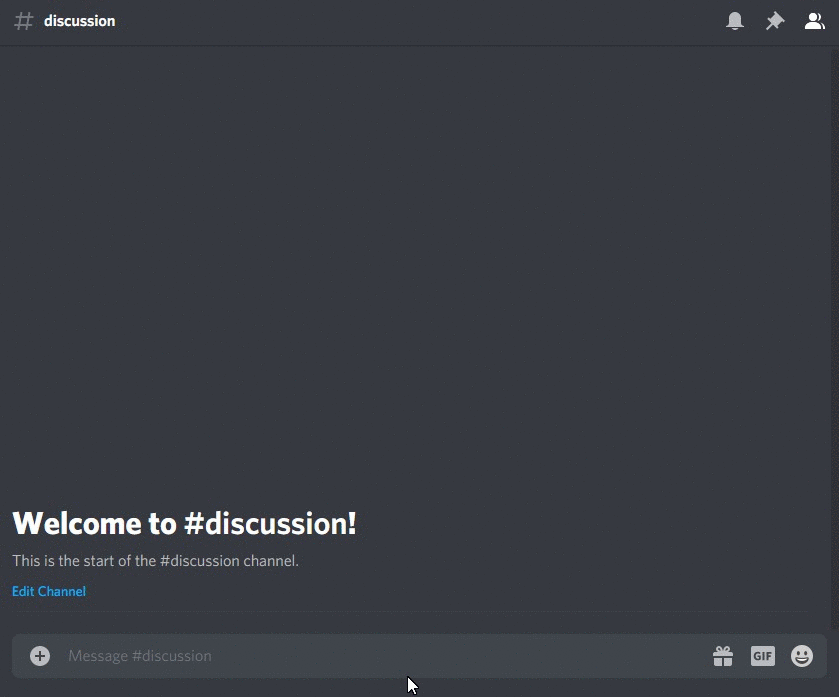 discussion
Welcome to #discussion!
This is the start of the #discussion channel.
Edit Channel
Message #discussion
GIF